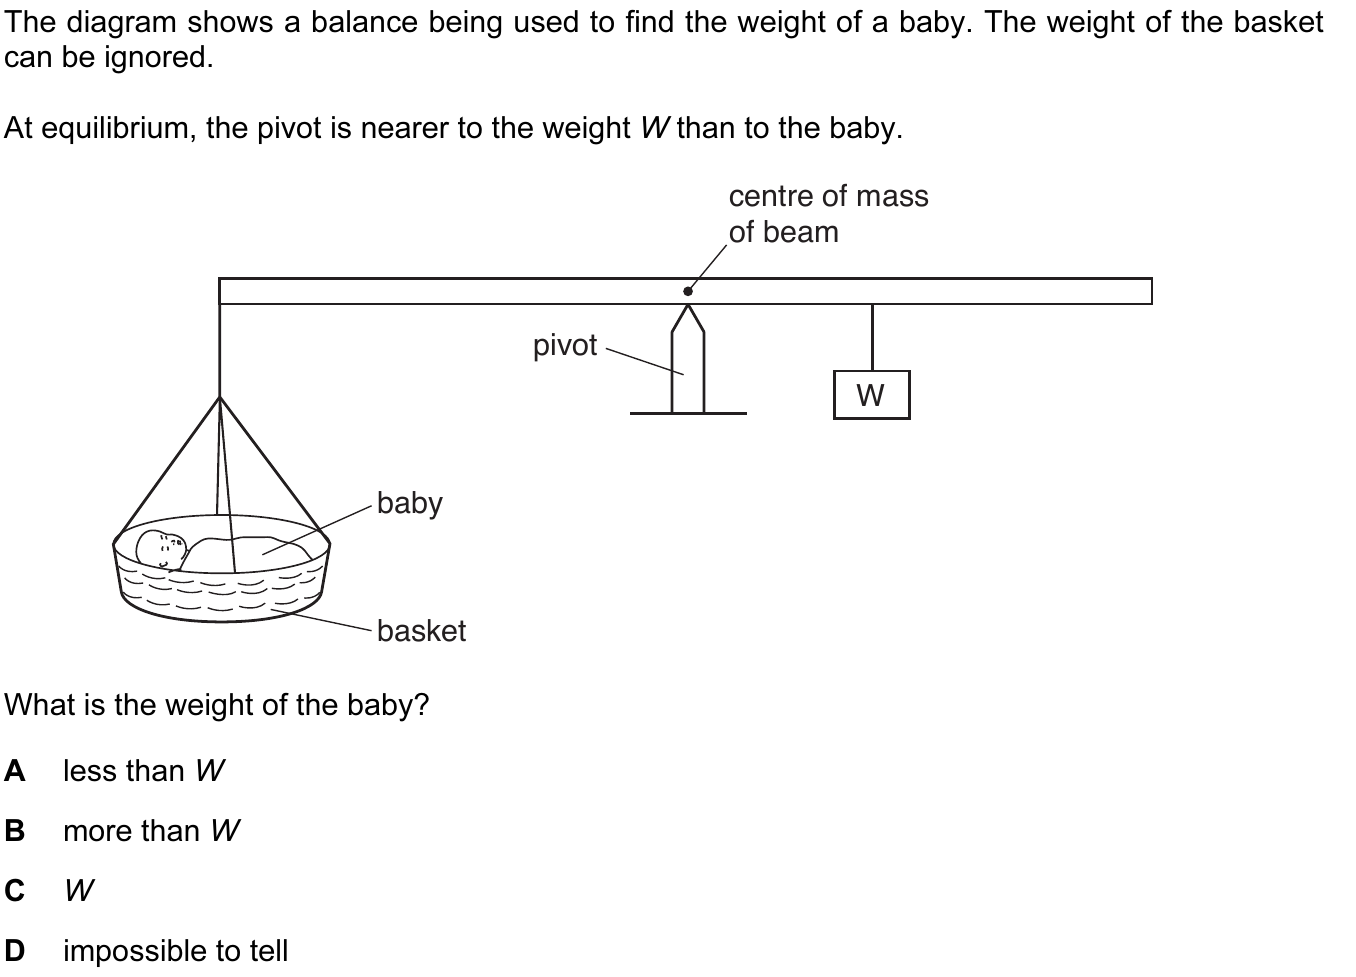 The diagram shows a balance being used to find the weight of a baby. The weight of the basket
can be ignored.
At equilibrium, the pivot is nearer to the weight W than to the baby.
centre of mass
of beam
pivot
W
baby
basket
What is the weight of the baby?
A less than W
B more than W
C W
D impossible to tell